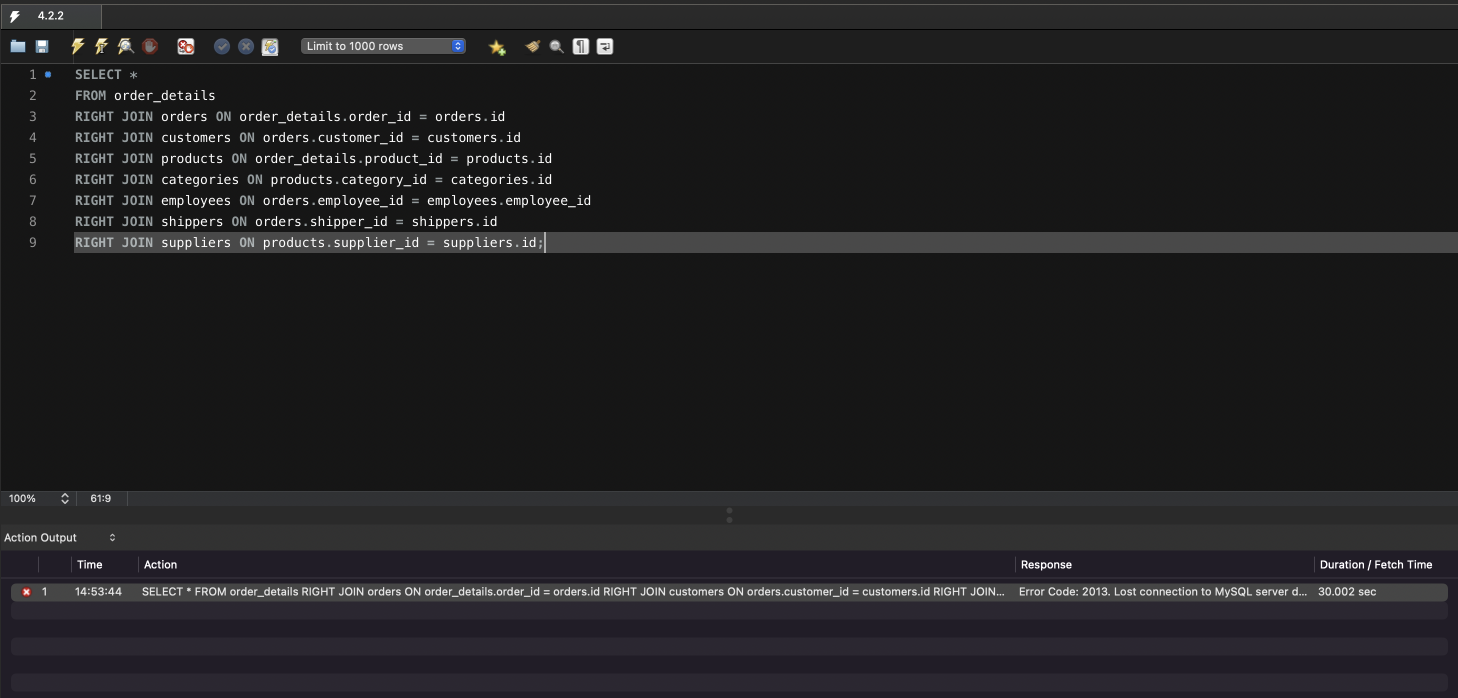 4.2.2
Limit to 1000 rows
1 SELECT *
2 FROM order_details
3 RIGHT JOIN orders ON order_details.order_id = orders.id
4 RIGHT JOIN customers ON orders.customer_id = customers.id
5 RIGHT JOIN products ON order_details.product_id = products.id
6 RIGHT JOIN categories ON products.category_id = categories.id
7 RIGHT JOIN employees ON orders.employee_id = employees.employee_id
8 RIGHT JOIN shippers ON orders.shipper_id = shippers.id
9 RIGHT JOIN suppliers ON products.supplier_id = suppliers.id;
100% 61:9
Action Output
Time Action Response Duration / Fetch Time
1 14:53:44 SELECT * FROM order_details RIGHT JOIN orders ON order_details.order_id = orders.id RIGHT JOIN customers ON orders.customer_id = customers.id RIGHT JOIN... Error Code: 2013. Lost connection to MySQL server d... 30.002 sec